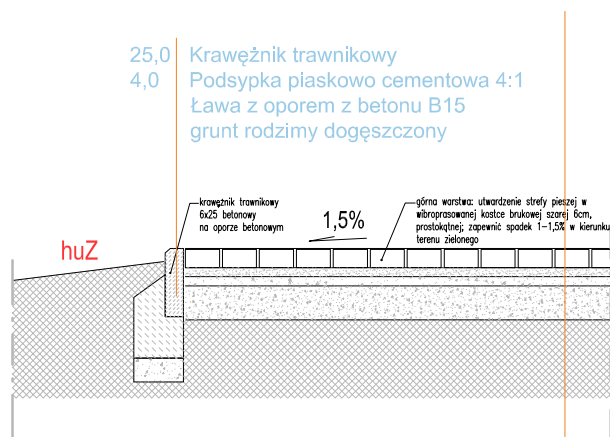 25,0 Krawężnik trawnikowy
4,0 Podsypka piaskowo cementowa 4:1
Ława z oporem z betonu B15
grunt rodzimy dogęszczony
krawężnik trawnikowy
6x25 betonowy
na oporze betonowym
1,5%
górna warstwa: utwardzenie strefy pieszej w
wibroprasowanej kostce brukowej szarej 6cm,
prostokątnej; zapewnić spadek 1-1,5% w kierunku
terenu zielonego
huZ